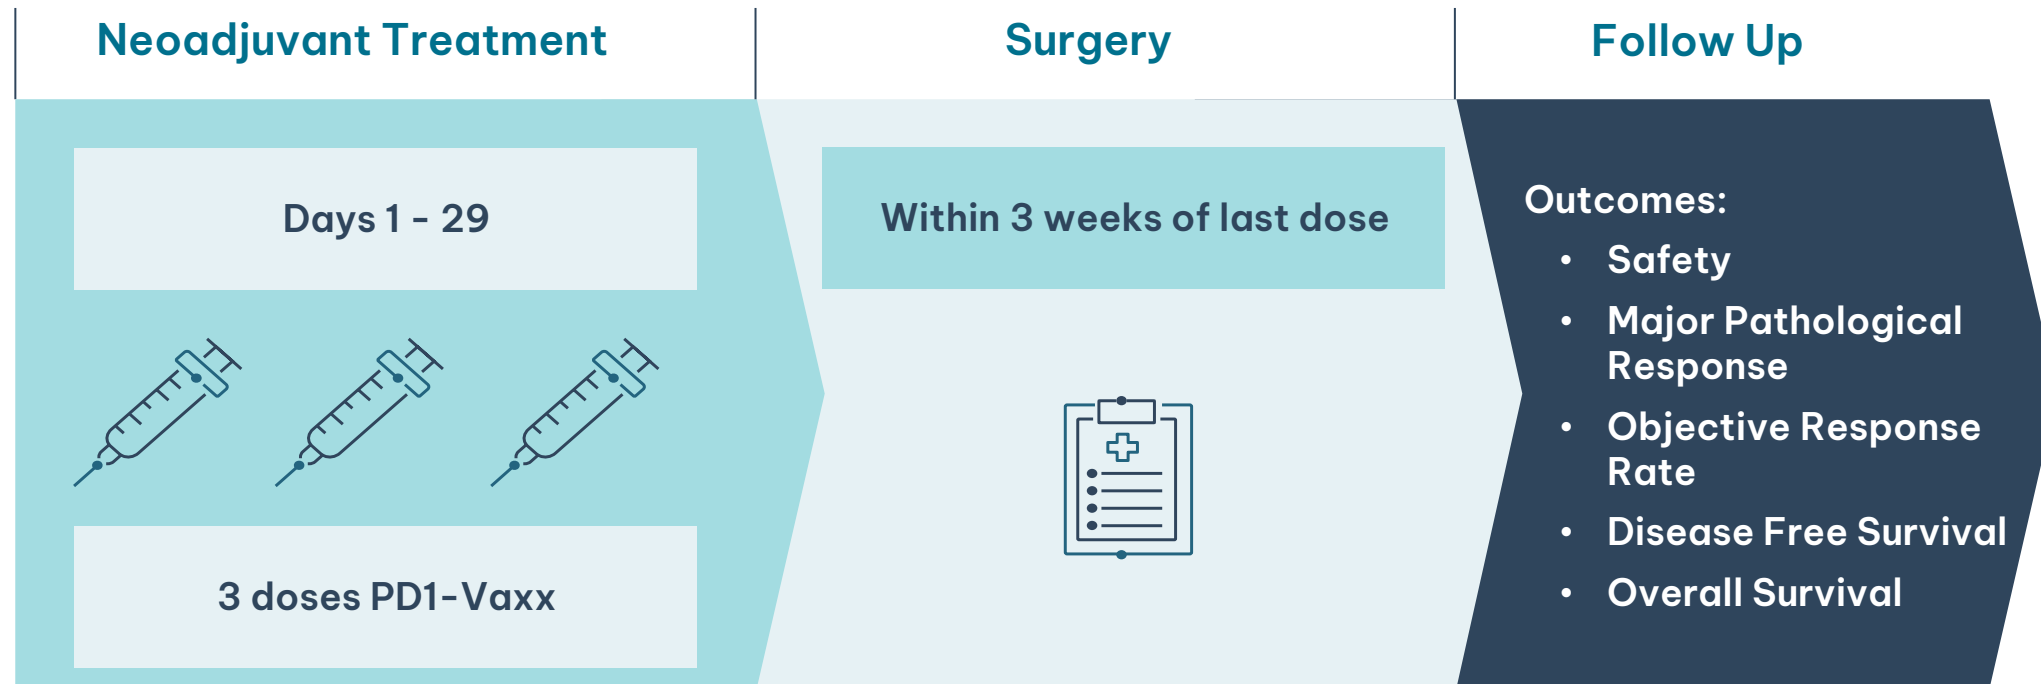 Neoadjuvant Treatment
Surgery
Follow Up
Days 1 - 29
3 doses PD1-Vaxx
Within 3 weeks of last dose
Outcomes:
• Safety
• Major Pathological
Response
• Objective Response
Rate
• Disease Free Survival
• Overall Survival